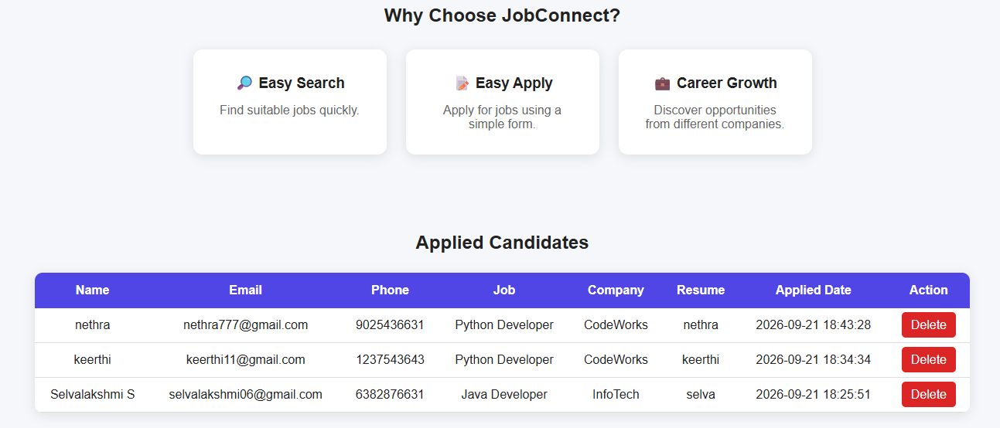 Why Choose JobConnect?
Easy Search
Find suitable jobs quickly.
Easy Apply
Apply for jobs using a
simple form.
Career Growth
Discover opportunities
from different companies.
Applied Candidates
Name Email Phone Job Company Resume Applied Date Action
nethra nethra777@gmail.com 9025436631 Python Developer CodeWorks nethra 2026-09-21 18:43:28 Delete
keerthi keerthi11@gmail.com 1237543643 Python Developer CodeWorks keerthi 2026-09-21 18:34:34 Delete
Selvalakshmi S selvalakshmi06@gmail.com 6382876631 Java Developer InfoTech selva 2026-09-21 18:25:51 Delete